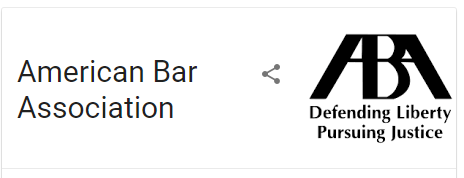 American Bar
Association
ABA
Defending Liberty
Pursuing Justice